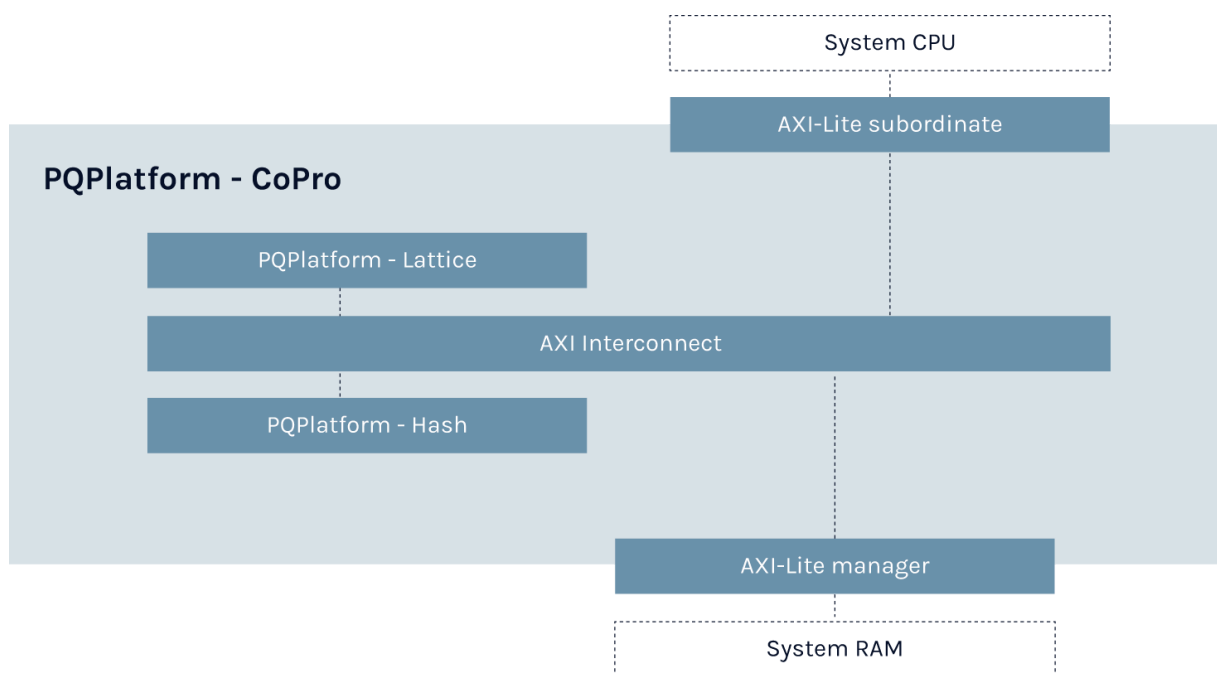 System CPU
AXI-Lite subordinate
PQPlatform - CoPro
PQPlatform - Lattice
AXI Interconnect
PQPlatform - Hash
AXI-Lite manager
System RAM